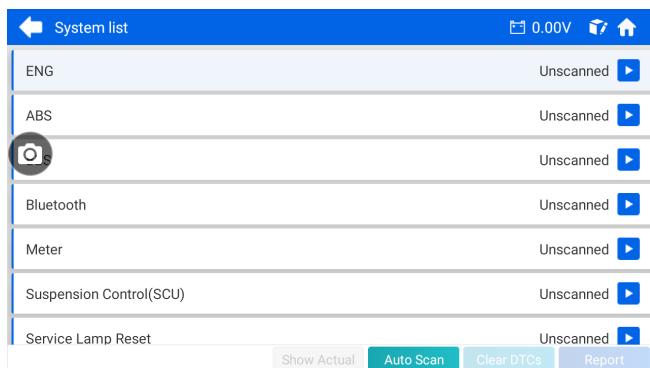 System list 0.00V
ENG Unscanned
ABS Unscanned
Unscanned
Bluetooth Unscanned
Meter Unscanned
Suspension Control(SCU) Unscanned
Service Lamp Reset Unscanned
Show Actual Auto Scan Clear DTCs Report